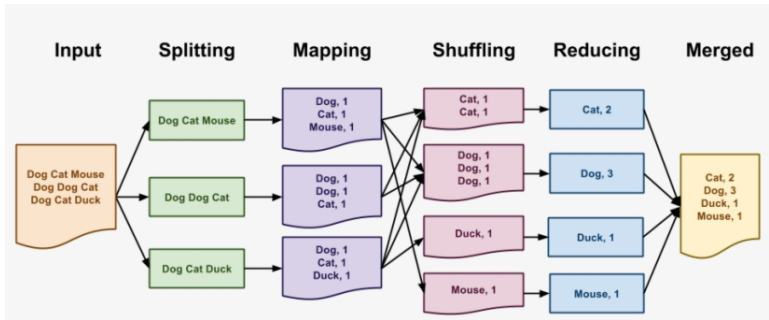 Input
Splitting
Mapping
Shuffling
Reducing
Merged
Dog Cat Mouse
Dog Dog Cat
Dog Cat Duck
Dog Cat Mouse
Dog Dog Cat
Dog Cat Duck
Dog, 1
Cat, 1
Mouse, 1
Dog, 1
Dog, 1
Cat, 1
Dog, 1
Cat, 1
Duck, 1
Cat, 1
Cat, 1
Dog, 1
Dog, 1
Dog, 1
Duck, 1
Mouse, 1
Cat, 2
Dog, 3
Duck, 1
Mouse, 1
Cat, 2
Dog, 3
Duck, 1
Mouse, 1